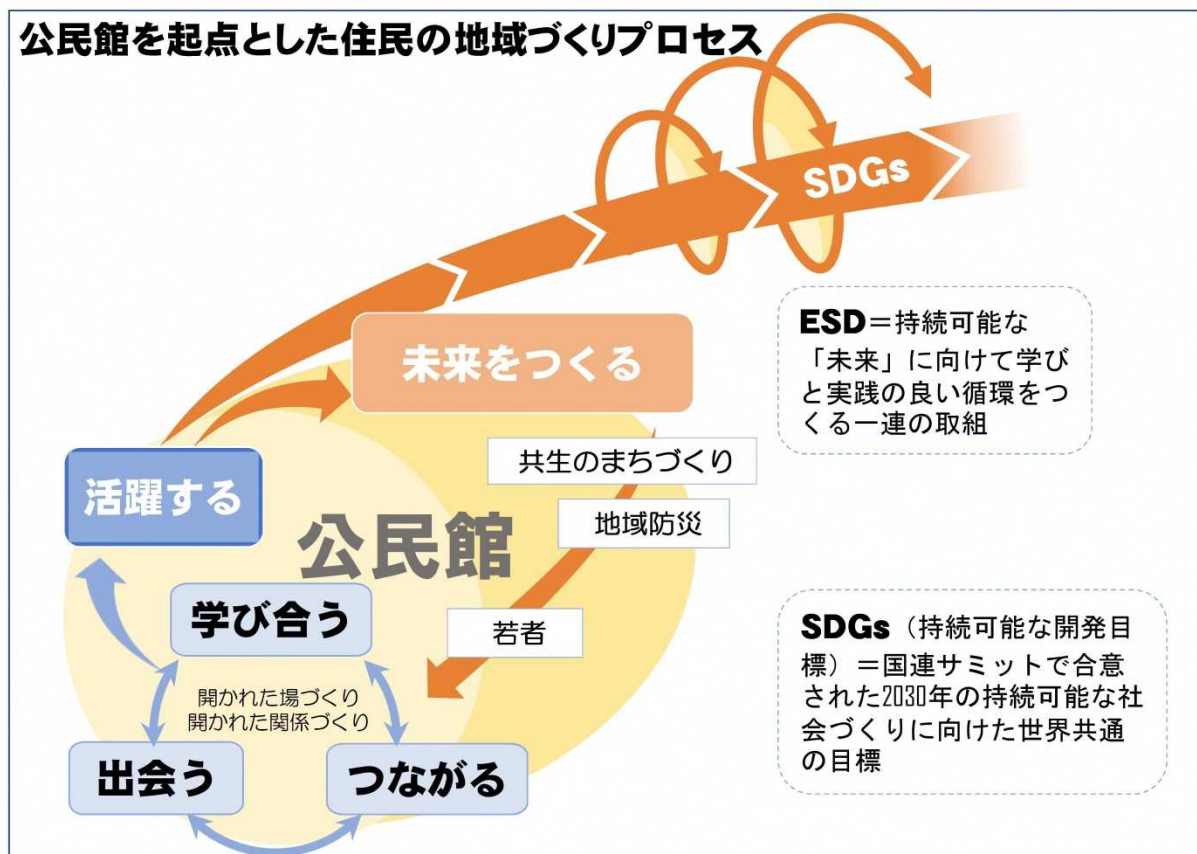 公民館を起点とした住民の地域づくりプロセス
SDGs
未来をつくる
ESD＝持続可能な
「未来」に向けて学び
と実践の良い循環をつ
くる一連の取組
共生のまちづくり
活躍する
地域防災
公民館
学び合う
若者
開かれた場づくり
開かれた関係づくり
出会う
つながる
SDGs（持続可能な開発目
標）＝国連サミットで合意
された2030年の持続可能な社
会づくりに向けた世界共通
の目標